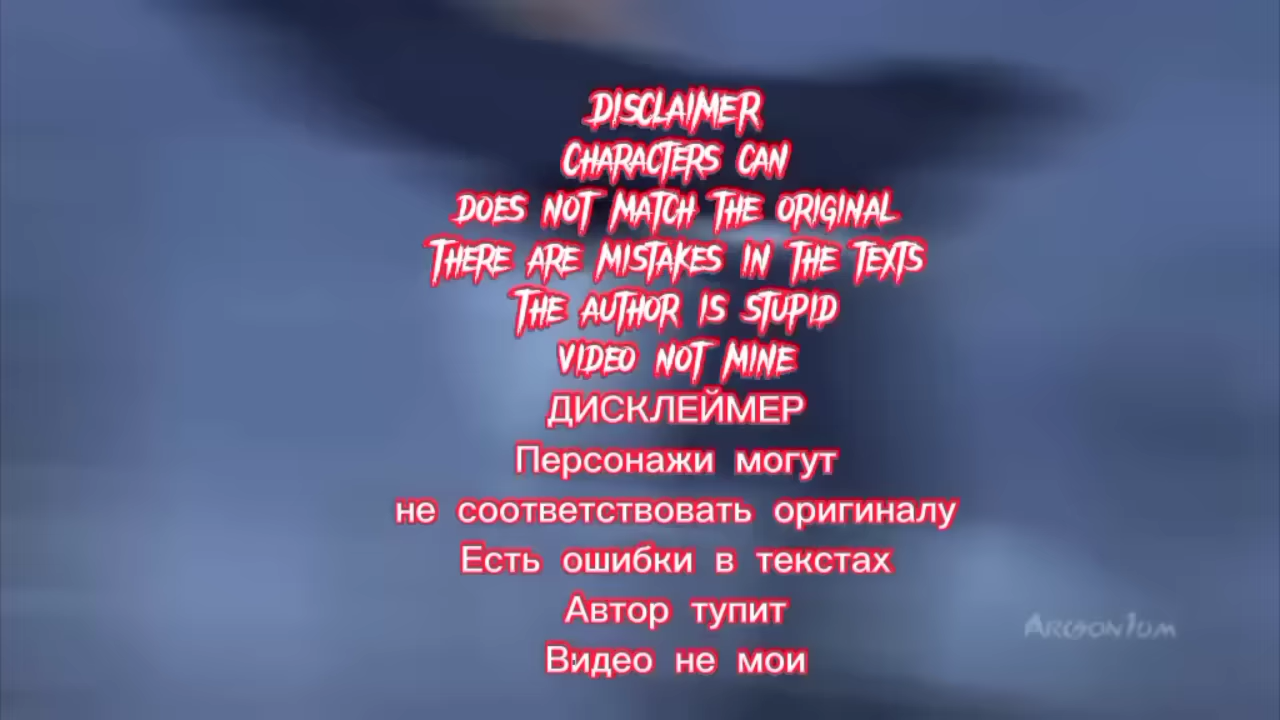 DISCLAIMER
CHARACTERS CAN
DOES NOT MATCH THE ORIGINAL
THERE ARE MISTAKES IN THE TEXTS
THE AUTHOR IS STUPID
VIDEO NOT MINE
ДИСКЛЕЙМЕР
Персонажи могут
не соответствовать оригиналу
Есть ошибки в текстах
Автор тупит
Видео не мои
ARGON1UM